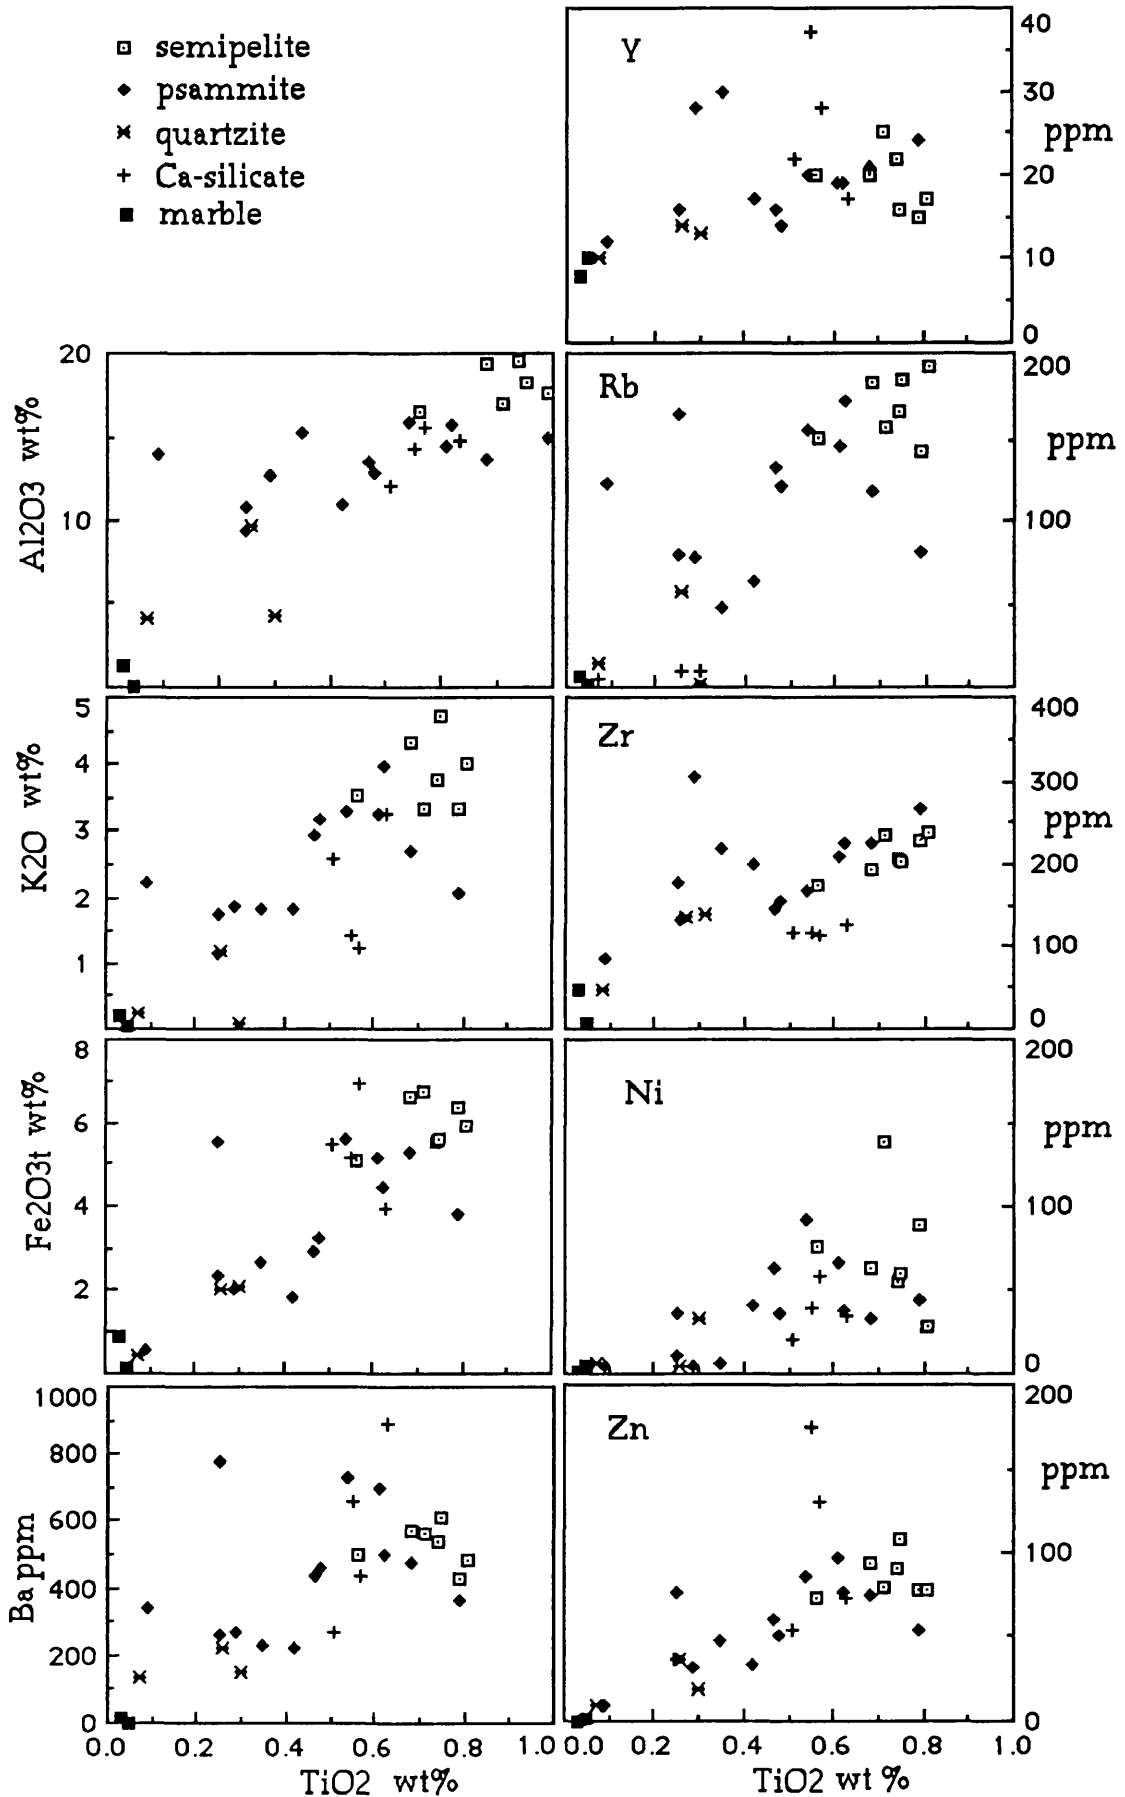 semipelite
psammite
quartzite
Ca-silicate
marble
Y
40
30
20
10
0
ppm
20
10
Al2O3 wt%
Rb
200
100
ppm
5
4
3
2
1
K2O wt%
Zr
400
300
200
100
0
ppm
8
6
4
2
Fe2O3t wt%
Ni
200
100
0
ppm
1000
800
600
400
200
0
Ba ppm
Zn
200
100
0
ppm
0.0 0.2 0.4 0.6 0.8 1.0
TiO2 wt%
0.0 0.2 0.4 0.6 0.8 1.0
TiO2 wt %